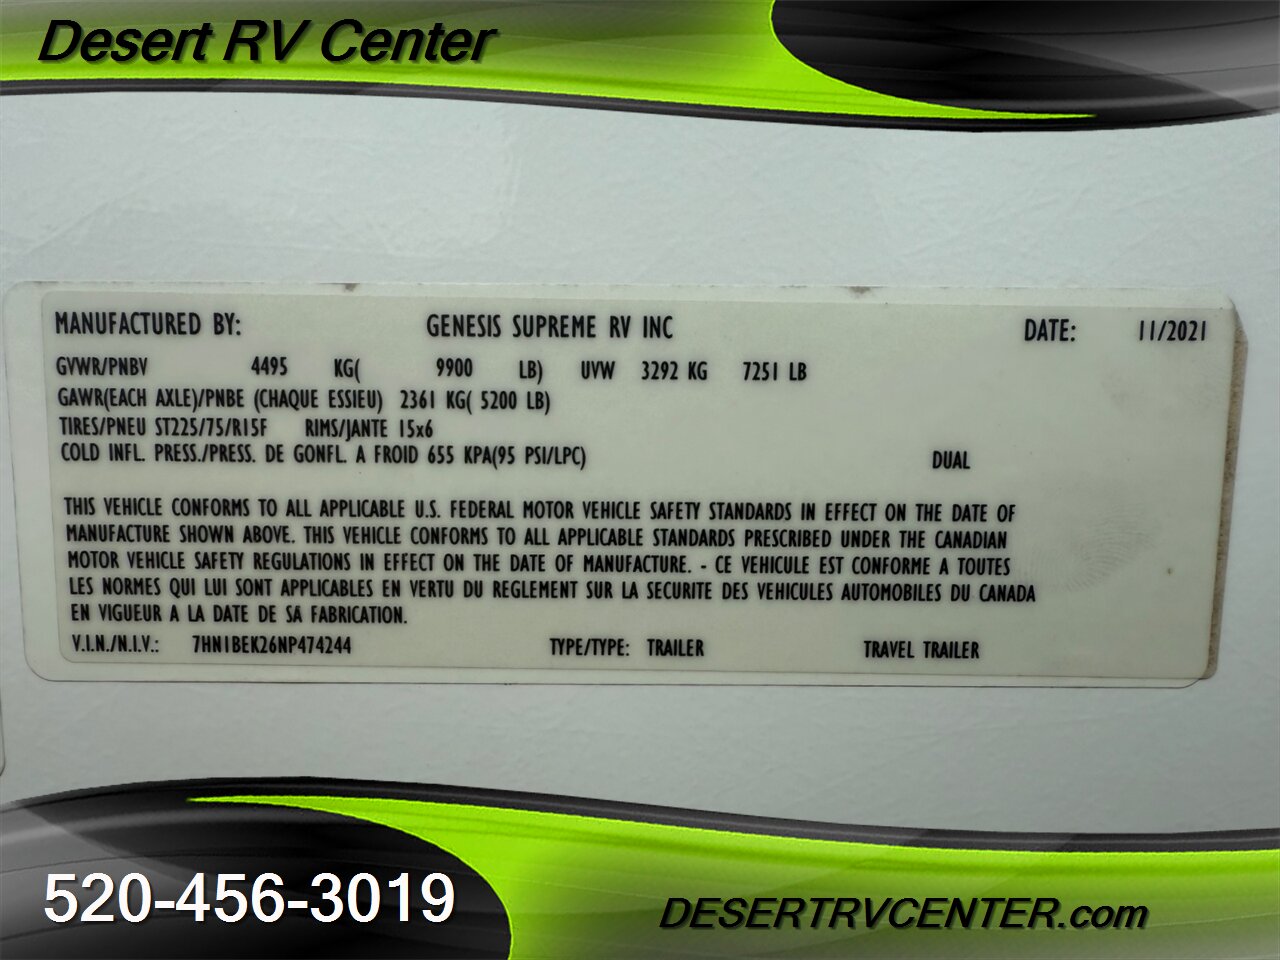 Desert RV Center
MANUFACTURED BY: GENESIS SUPREME RV INC DATE: 11/2021
GVWR/PNBV 4495 KG( 9900 LB) UVW 3292 KG 7251 LB
GAWR(EACH AXLE)/PNBE (CHAQUE ESSIEU) 2361 KG( 5200 LB)
TIRES/PNEU ST225/75/R15F RIMS/JANTE 15x6
COLD INFL. PRESS./PRESS. DE GONFL. A FROID 655 KPA(95 PSI/LPC) DUAL
THIS VEHICLE CONFORMS TO ALL APPLICABLE U.S. FEDERAL MOTOR VEHICLE SAFETY STANDARDS IN EFFECT ON THE DATE OF
MANUFACTURE SHOWN ABOVE. THIS VEHICLE CONFORMS TO ALL APPLICABLE STANDARDS PRESCRIBED UNDER THE CANADIAN
MOTOR VEHICLE SAFETY REGULATIONS IN EFFECT ON THE DATE OF MANUFACTURE. - CE VEHICULE EST CONFORME A TOUTES
LES NORMES QUI LUI SONT APPLICABLES EN VERTU DU REGLEMENT SUR LA SECURITE DES VEHICULES AUTOMOBILES DU CANADA
EN VIGUEUR A LA DATE DE SA FABRICATION.
V.I.N./N.I.V.: 7HN1BEK26NP474244 TYPE/TYPE: TRAILER TRAVEL TRAILER
520-456-3019
DESERTRVCENTER.com